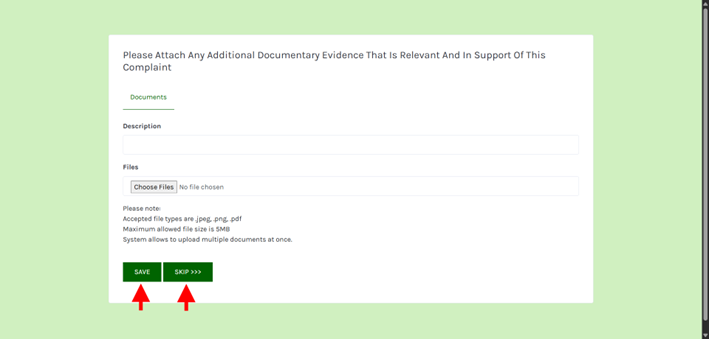 Please Attach Any Additional Documentary Evidence That Is Relevant And In Support Of This
Complaint
Documents
Description
Files
Choose Files No file chosen
Please note:
Accepted file types are .jpeg, .png, .pdf
Maximum allowed file size is 5MB
System allows to upload multiple documents at once.
SAVE SKIP >>>